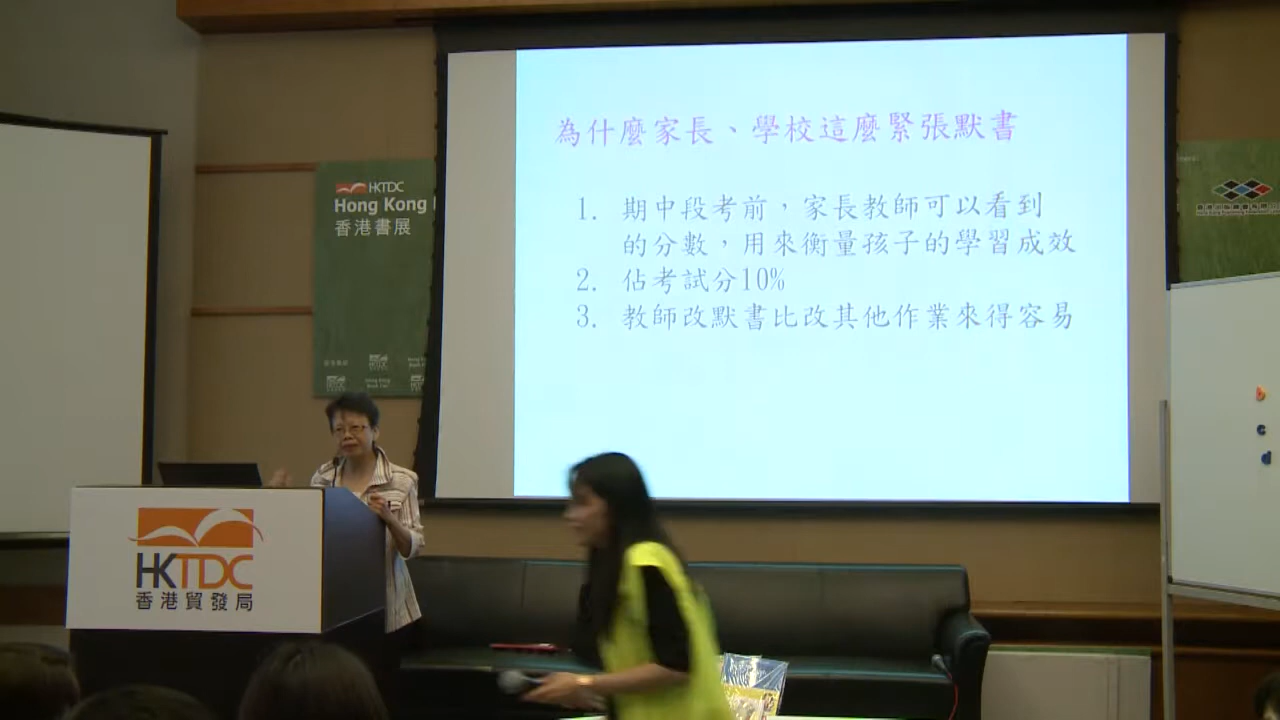 為什麼家長、學校這麼緊張默書
1. 期中段考前，家長教師可以看到
的分數，用來衡量孩子的學習成效
2. 佔考試分10%
3. 教師改默書比改其他作業來得容易
HKTDC
Hong Kong
香港書展
HKTDC
香港貿發局
b
c
d